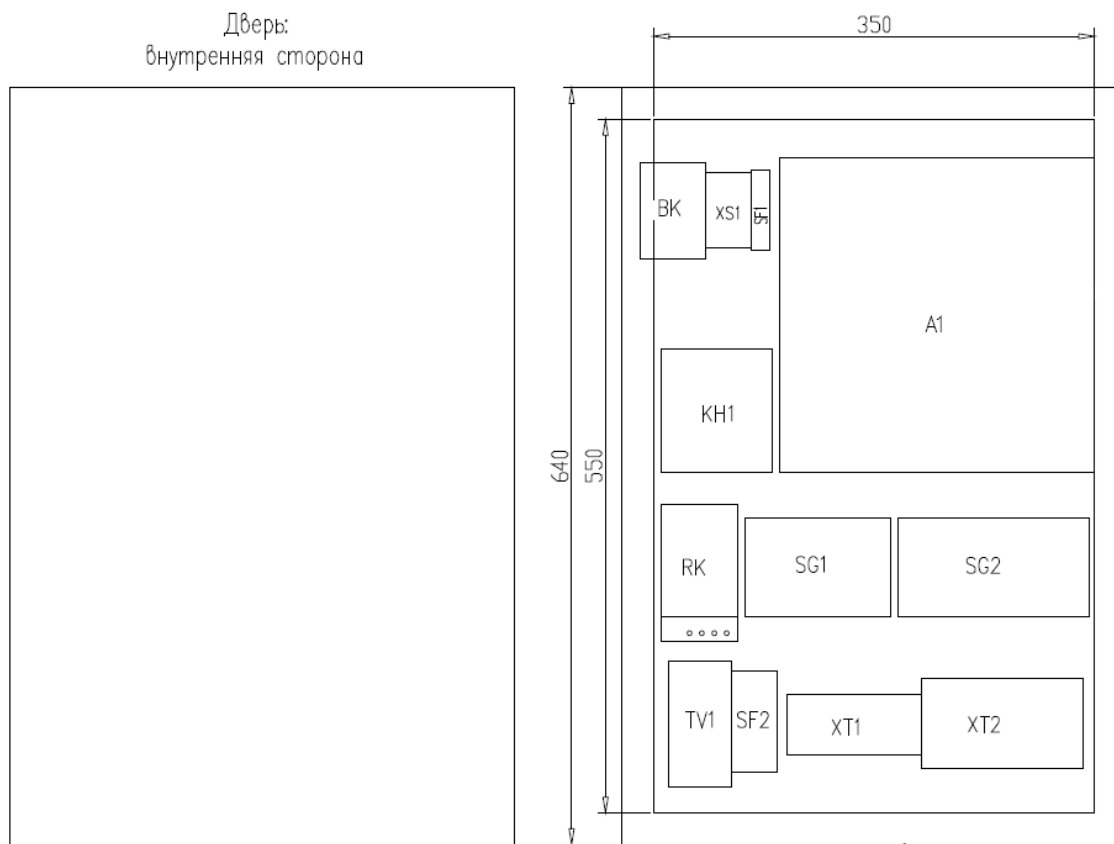 Дверь:
внутренняя сторона
350
BK
XS1
SF1
A1
KH1
640
550
RK
SG1
SG2
TV1
SF2
XT1
XT2